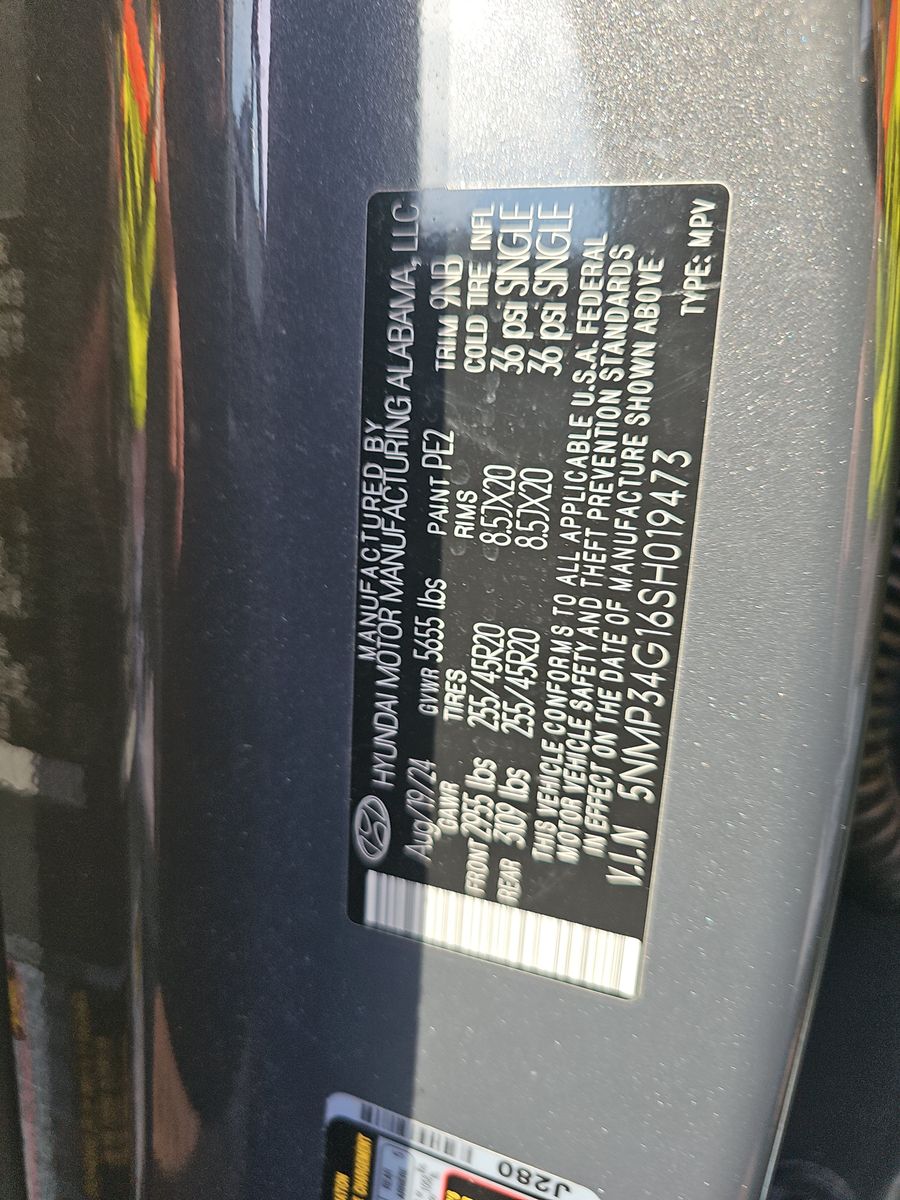 MANUFACTURED BY
HYUNDAI MOTOR MANUFACTURING ALABAMA, LLC
Aug/19/24 GVWR 5655 lbs PAINT PE2 TRIM 9NB
GAWR TIRES RIMS COLD TIRE INFL
FRONT 2955 lbs 255/45R20 8.5JX20 36 psi SINGLE
REAR 3109 lbs 255/45R20 8.5JX20 36 psi SINGLE
THIS VEHICLE CONFORMS TO ALL APPLICABLE U.S.A. FEDERAL
MOTOR VEHICLE SAFETY AND THEFT PREVENTION STANDARDS
IN EFFECT ON THE DATE OF MANUFACTURE SHOWN ABOVE
V.I.N 5NMP34G16SH019473 TYPE: MPV
J280